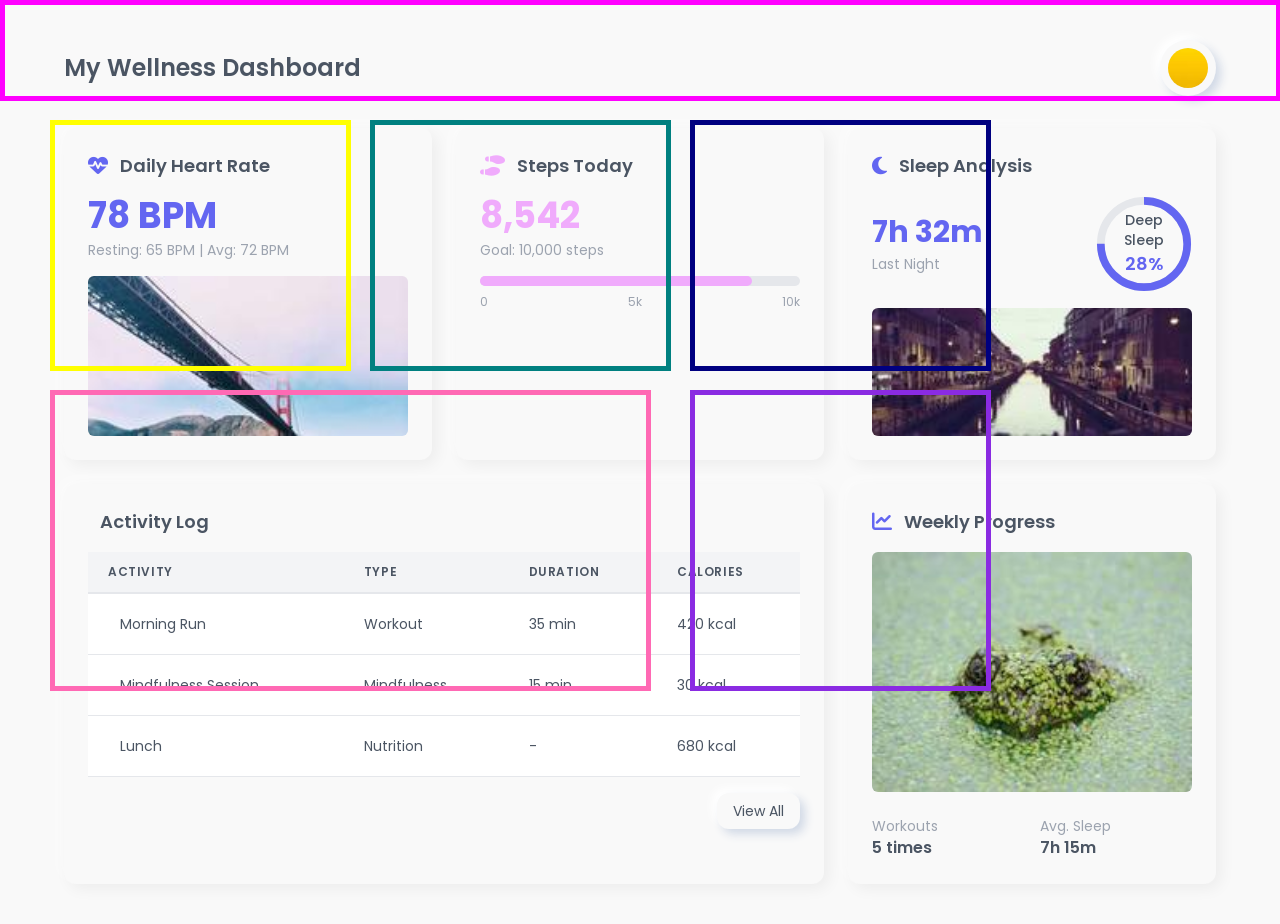 My Wellness Dashboard
Daily Heart Rate
78 BPM
Resting: 65 BPM | Avg: 72 BPM
Steps Today
8,542
Goal: 10,000 steps
0 5k 10k
Sleep Analysis
7h 32m
Last Night
Deep
Sleep
28%
Activity Log
ACTIVITY TYPE DURATION CALORIES
Morning Run Workout 35 min 420 kcal
Mindfulness Session Mindfulness 15 min 30 kcal
Lunch Nutrition - 680 kcal
View All
Weekly Progress
Workouts Avg. Sleep
5 times 7h 15m